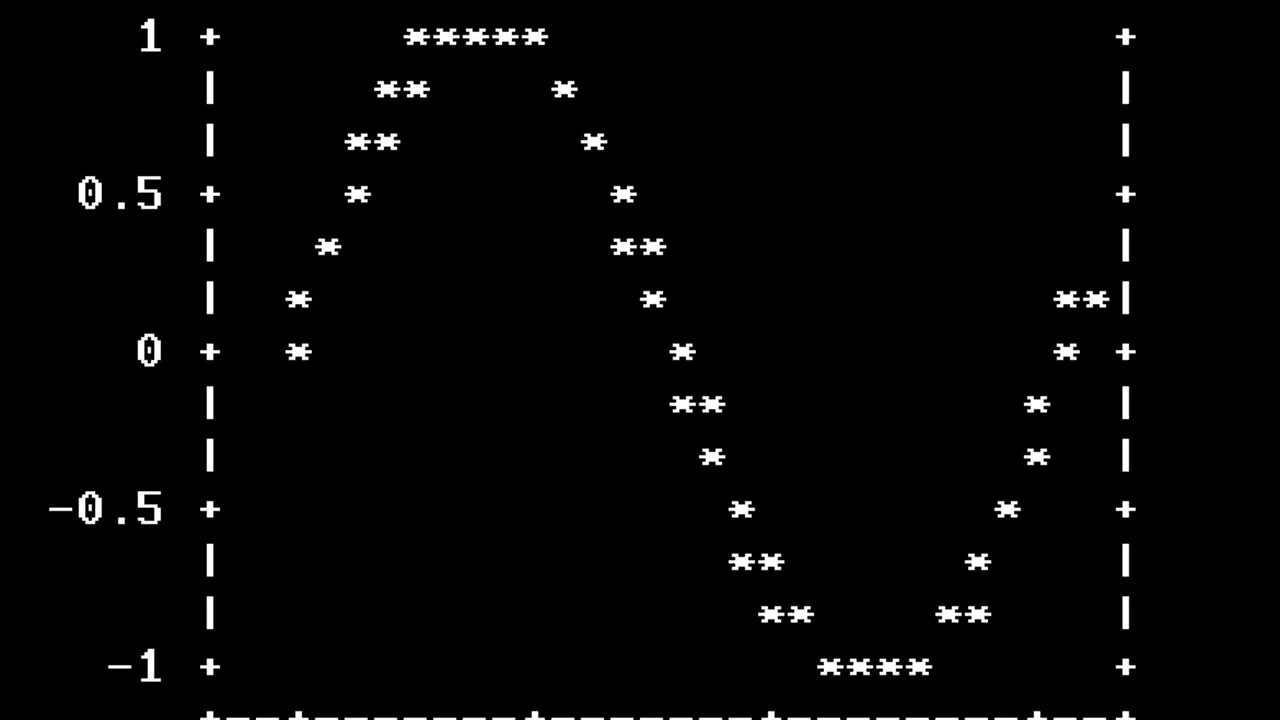 1 +      *****                   +
      |     **    *                  |
      |    **      *                 |
  0.5 +    *        *                +
      |   *         **               |
      |  *           *             **|
    0 +  *            *            * +
      |               **          *  |
      |                *          *  |
 -0.5 +                 *        *   +
      |                 **      *    |
      |                  **    **    |
   -1 +                    ****      +